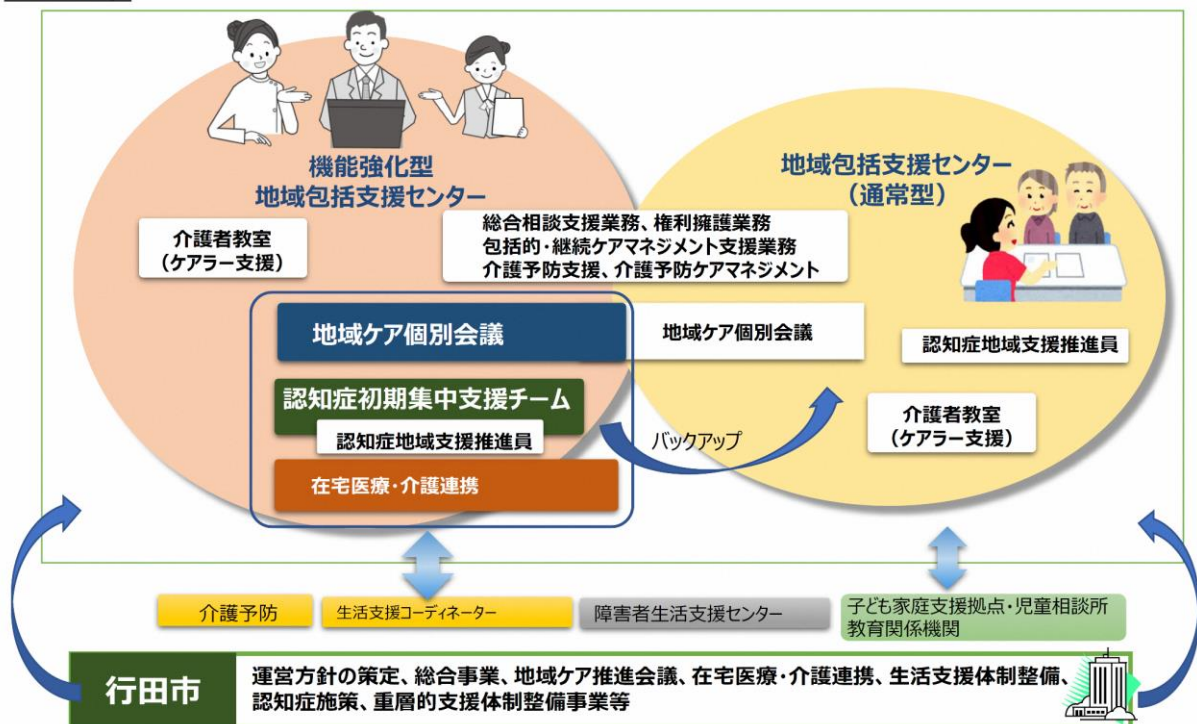 機能強化型
地域包括支援センター
地域包括支援センター
（通常型）
介護者教室
（ケアラー支援）
総合相談支援業務、権利擁護業務
包括的・継続ケアマネジメント支援業務
介護予防支援、介護予防ケアマネジメント
地域ケア個別会議
地域ケア個別会議
認知症地域支援推進員
認知症初期集中支援チーム
認知症地域支援推進員
在宅医療・介護連携
バックアップ
介護者教室
（ケアラー支援）
介護予防
生活支援コーディネーター
障害者生活支援センター
子ども家庭支援拠点・児童相談所
教育関係機関
行田市
運営方針の策定、総合事業、地域ケア推進会議、在宅医療・介護連携、生活支援体制整備、
認知症施策、重層的支援体制整備事業等